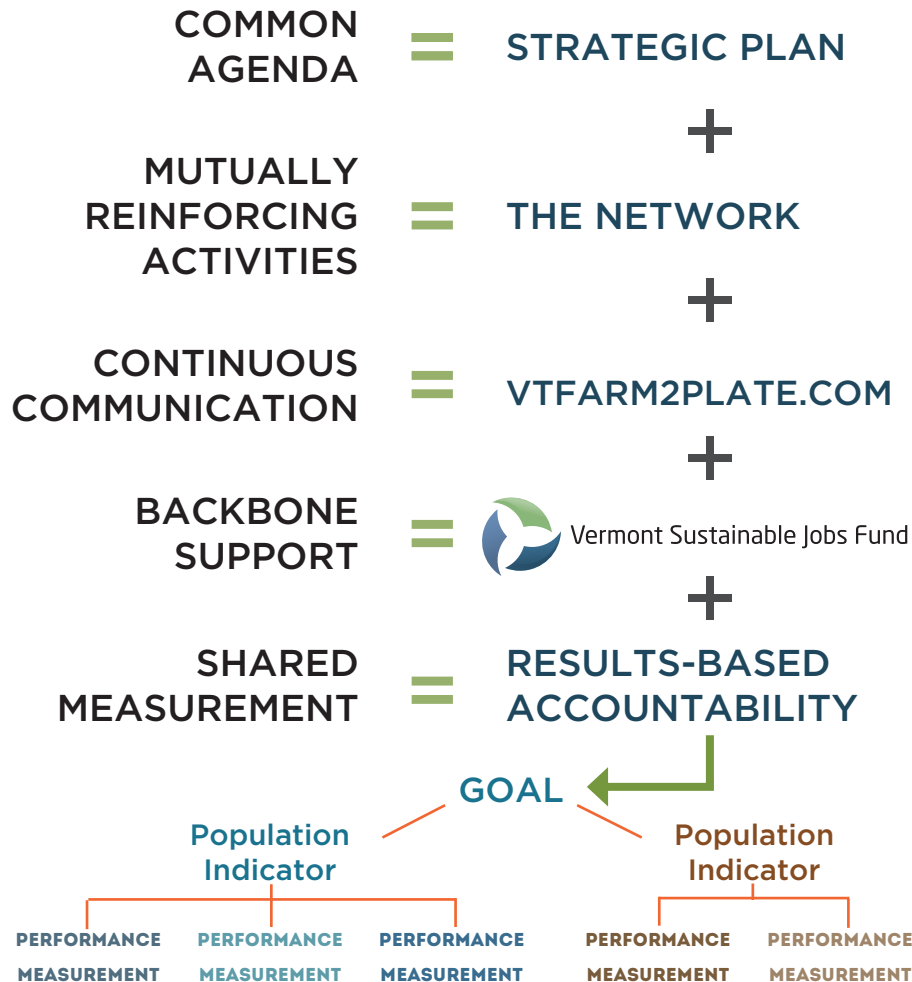 COMMON
AGENDA
=
STRATEGIC PLAN
+
MUTUALLY
REINFORCING
ACTIVITIES
=
THE NETWORK
+
CONTINUOUS
COMMUNICATION
=
VTFARM2PLATE.COM
+
BACKBONE
SUPPORT
=
Vermont Sustainable Jobs Fund
+
SHARED
MEASUREMENT
=
RESULTS-BASED
ACCOUNTABILITY
GOAL
Population
Indicator
Population
Indicator
PERFORMANCE
MEASUREMENT
PERFORMANCE
MEASUREMENT
PERFORMANCE
MEASUREMENT
PERFORMANCE
MEASUREMENT
PERFORMANCE
MEASUREMENT